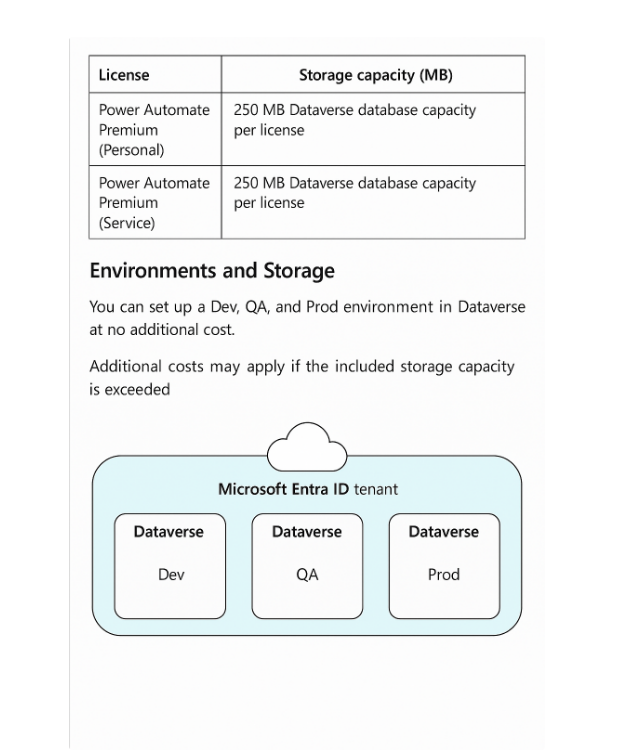 License
Storage capacity (MB)
Power Automate
Premium
(Personal)
250 MB Dataverse database capacity
per license
Power Automate
Premium
(Service)
250 MB Dataverse database capacity
per license
Environments and Storage
You can set up a Dev, QA, and Prod environment in Dataverse
at no additional cost.
Additional costs may apply if the included storage capacity
is exceeded
Microsoft Entra ID tenant
Dataverse
Dev
Dataverse
QA
Dataverse
Prod